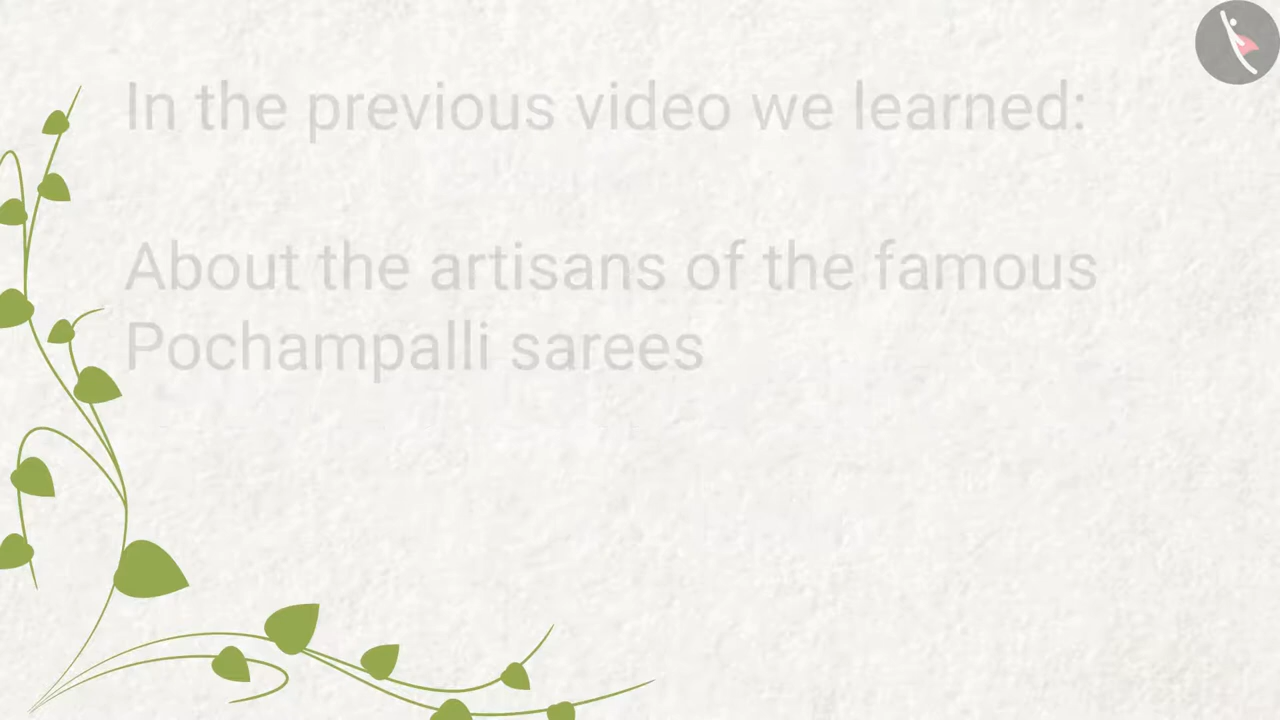 In the previous video we learned:
About the artisans of the famous
Pochampalli sarees